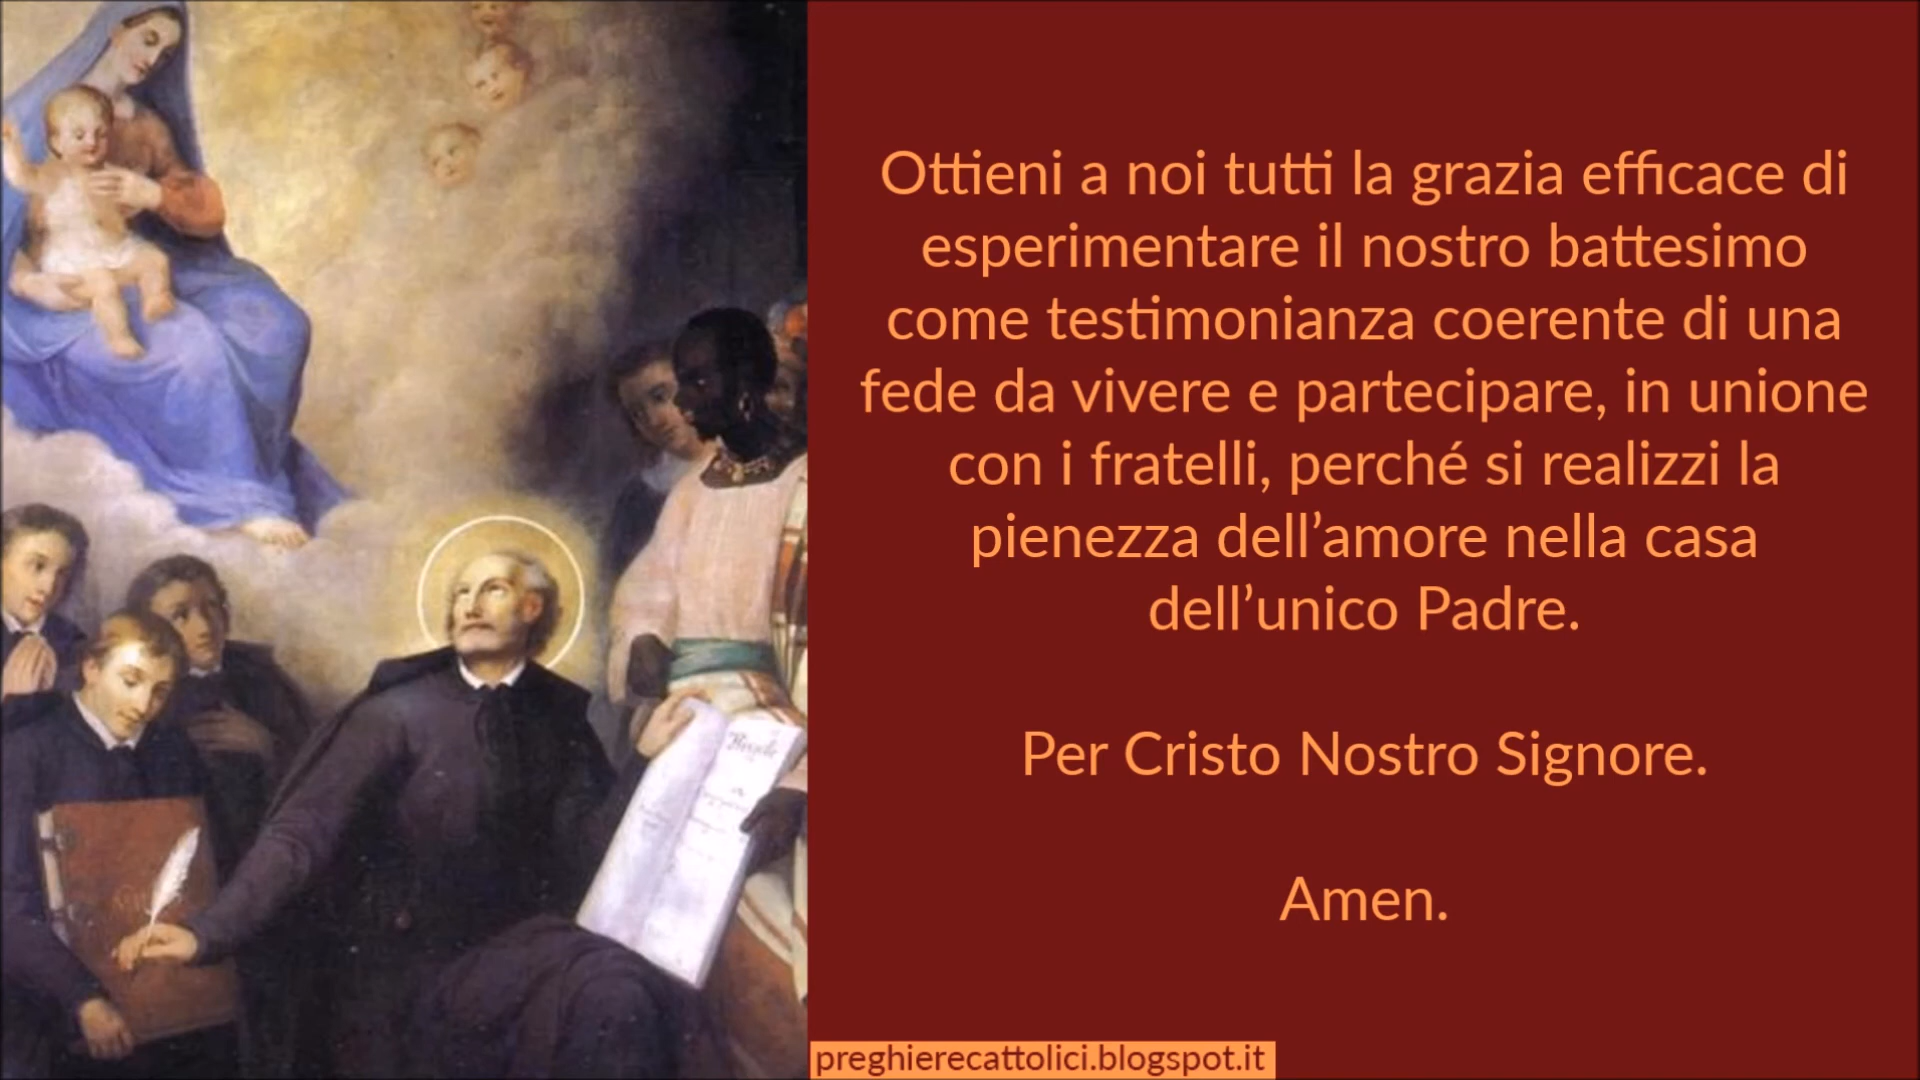 Ottieni a noi tutti la grazia efficace di
esperimentare il nostro battesimo
come testimonianza coerente di una
fede da vivere e partecipare, in unione
con i fratelli, perché si realizzi la
pienezza dell’amore nella casa
dell’unico Padre.
Per Cristo Nostro Signore.
Amen.
preghierecattolici.blogspot.it